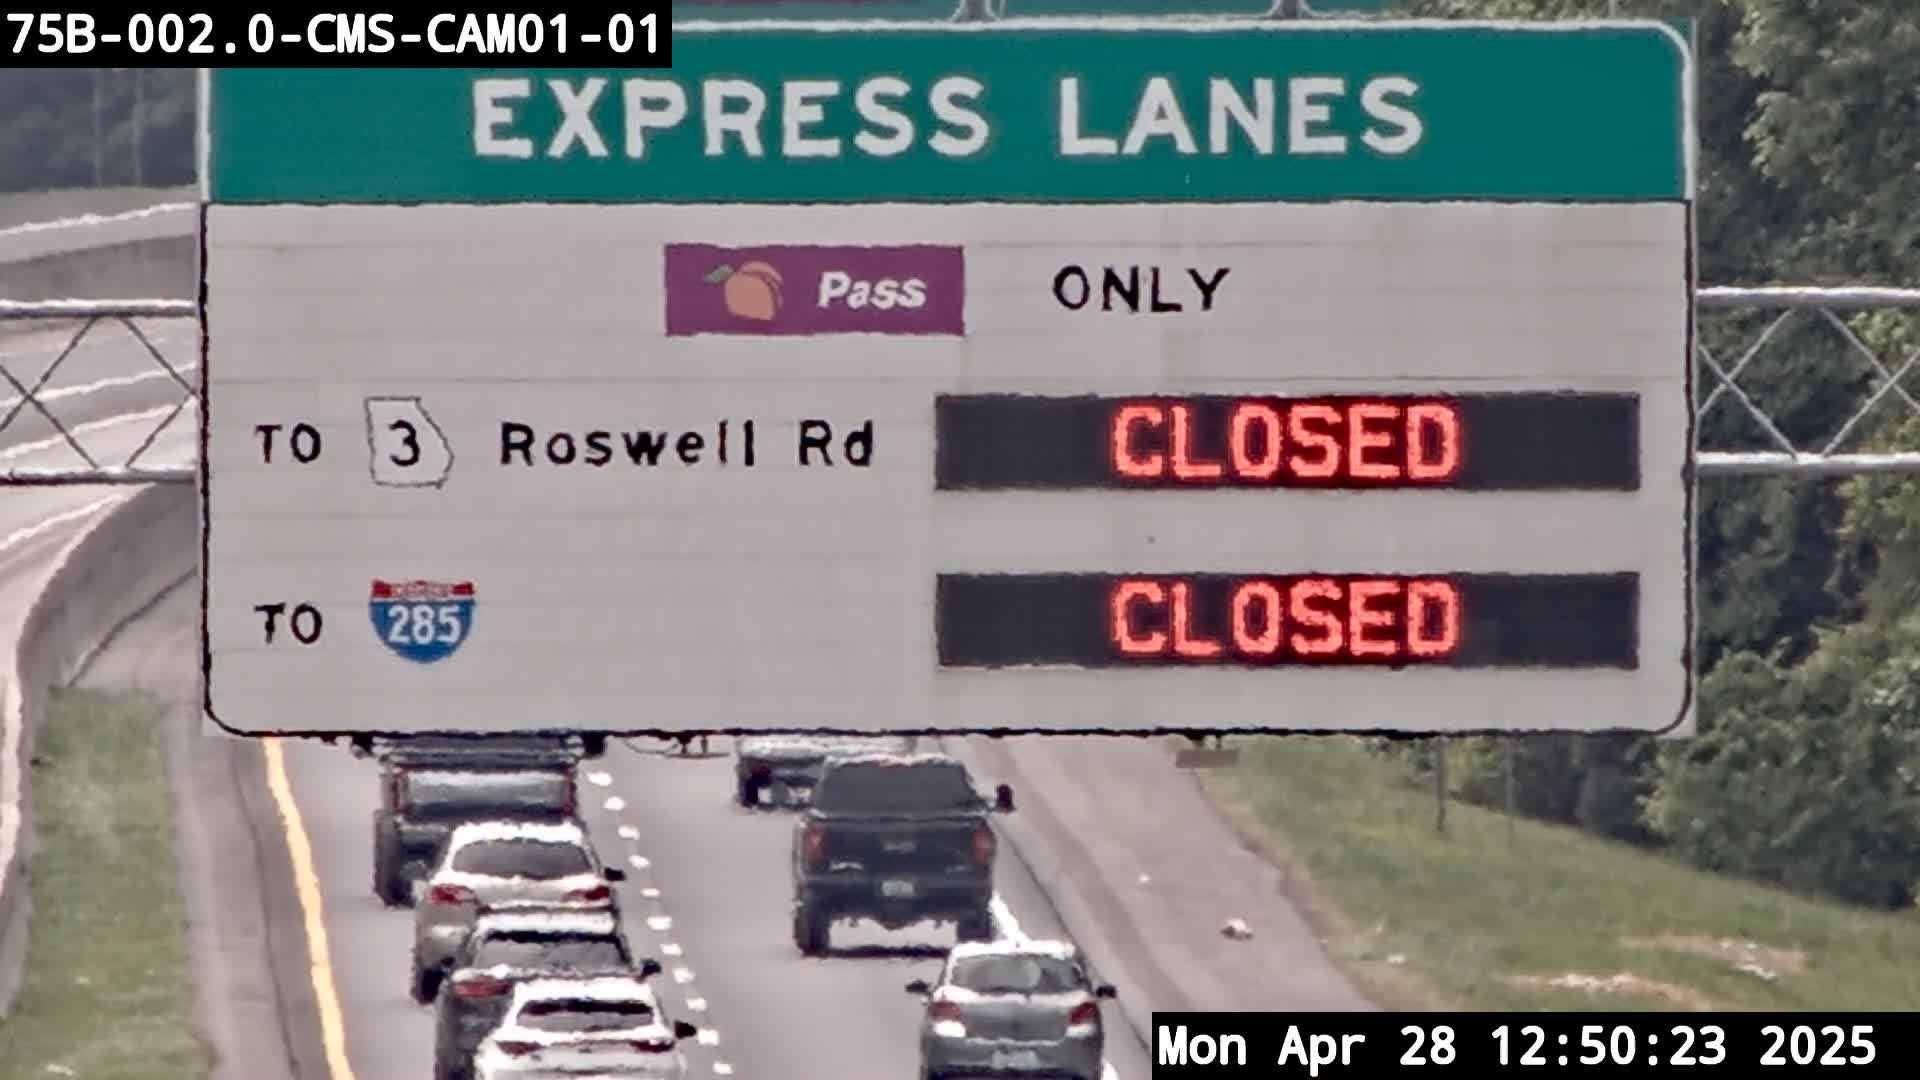 75B-002.0-CMS-CAM01-01
EXPRESS LANES
Pass ONLY
TO 3 Roswell Rd CLOSED
TO 285 CLOSED
Mon Apr 28 12:50:23 2025